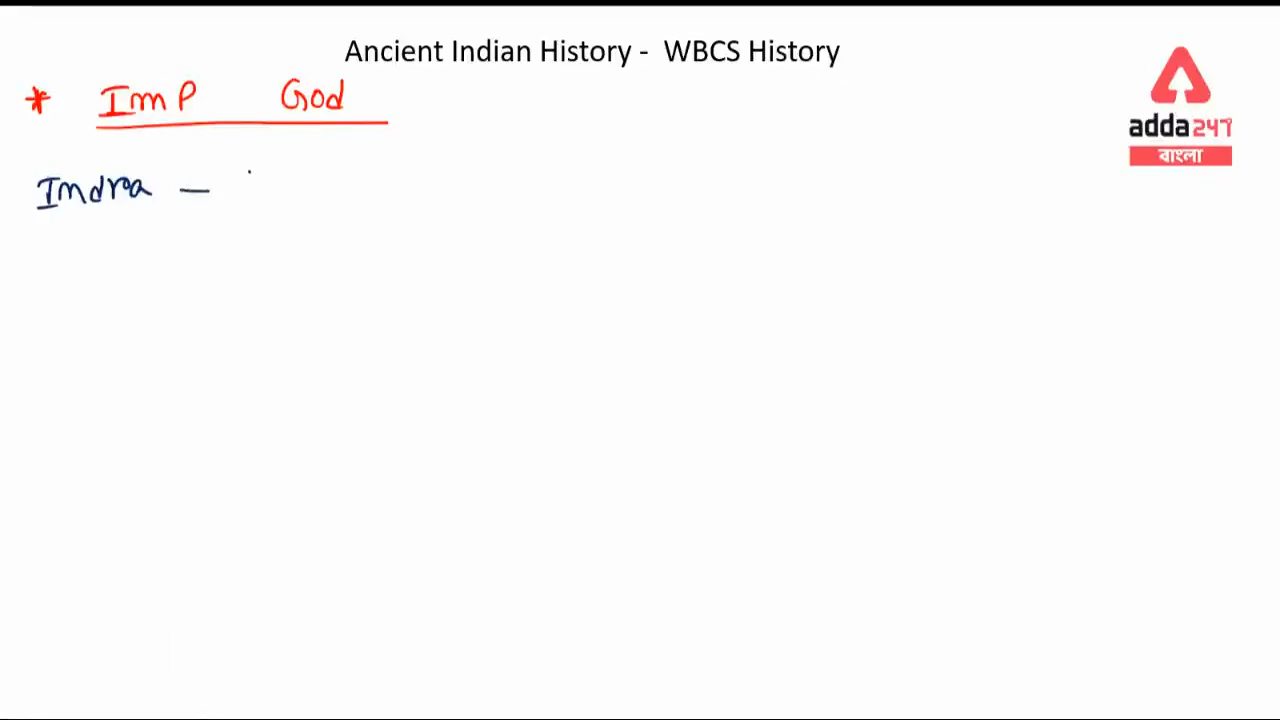 Ancient Indian History - WBCS History
* Imp God
adda247
বাংলা
Indra —